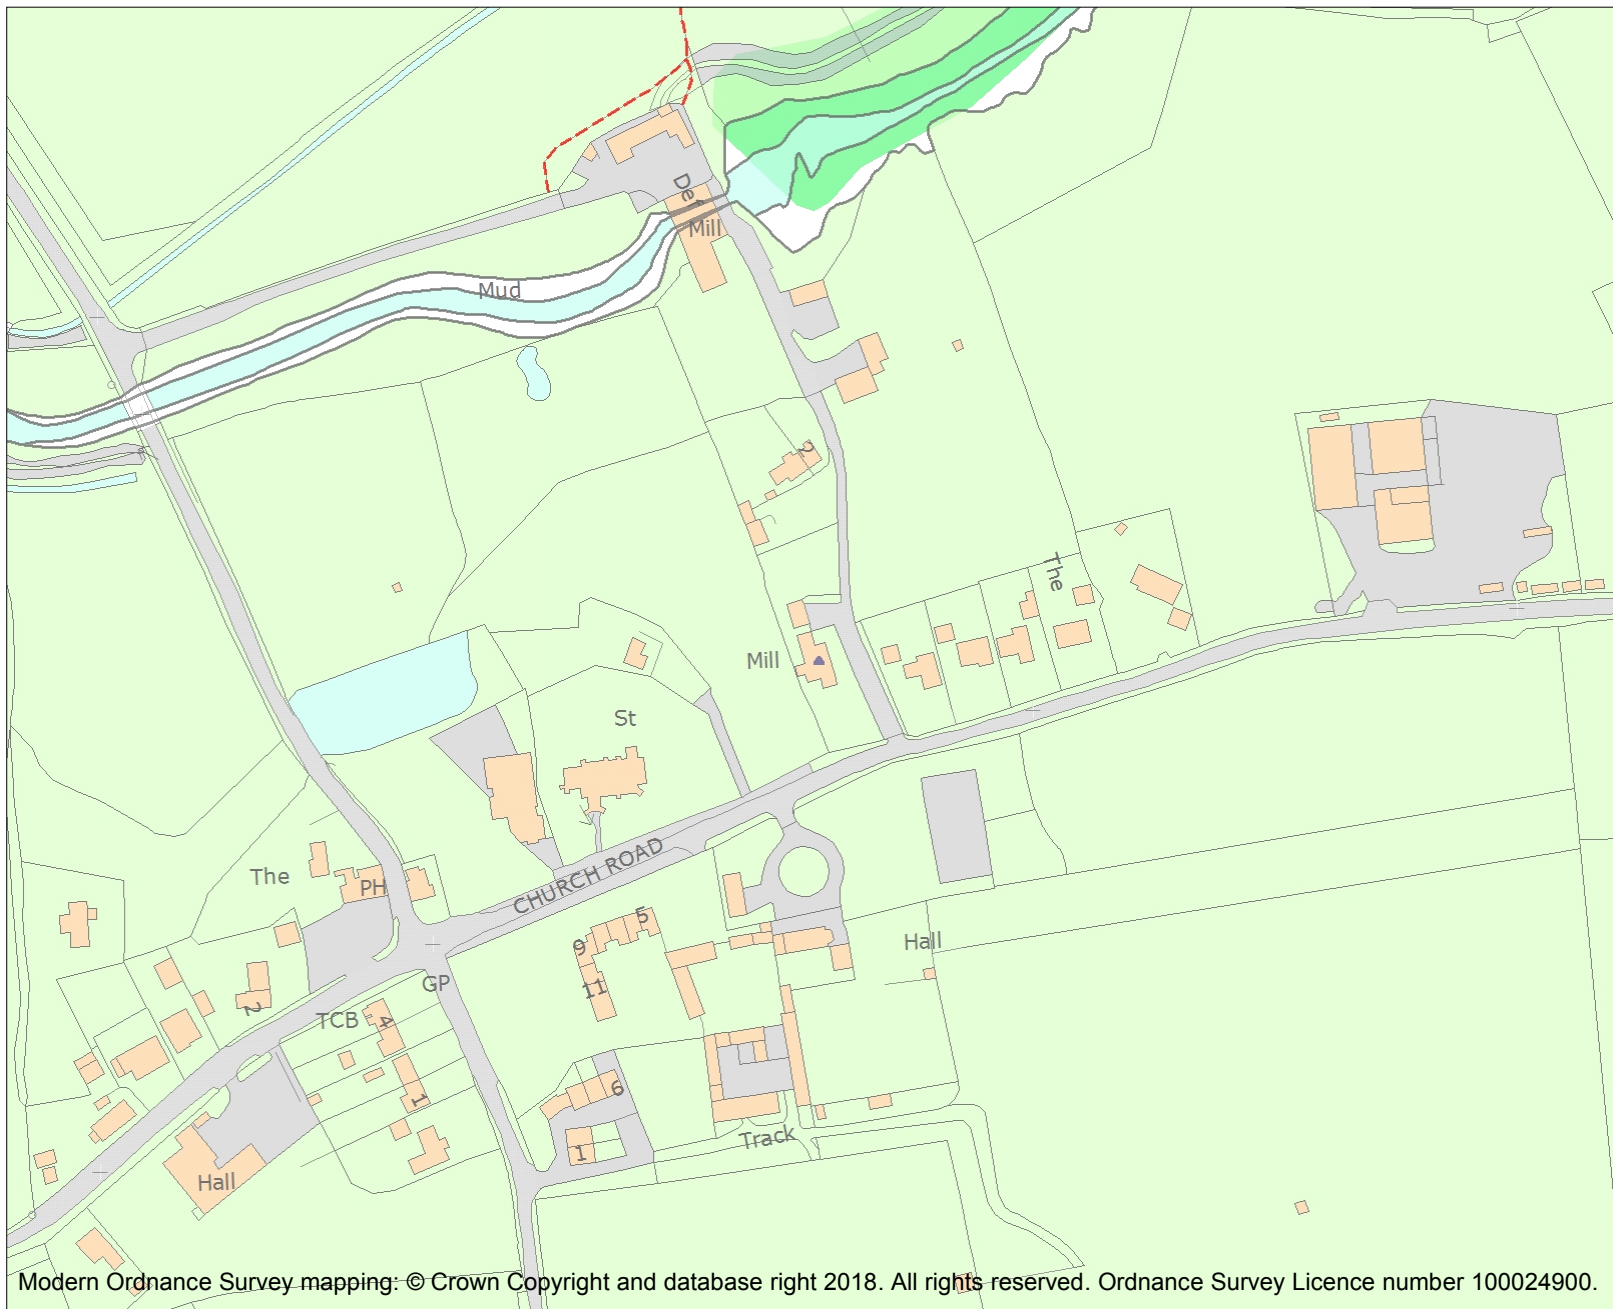 Def
Mill
Mud
2
The
Mill
St
CHURCH ROAD
The
PH
5
9
Hall
11
GP
2
TCB
4
6
1
Track
1
Hall
Modern Ordnance Survey mapping: © Crown Copyright and database right 2018. All rights reserved. Ordnance Survey Licence number 100024900.